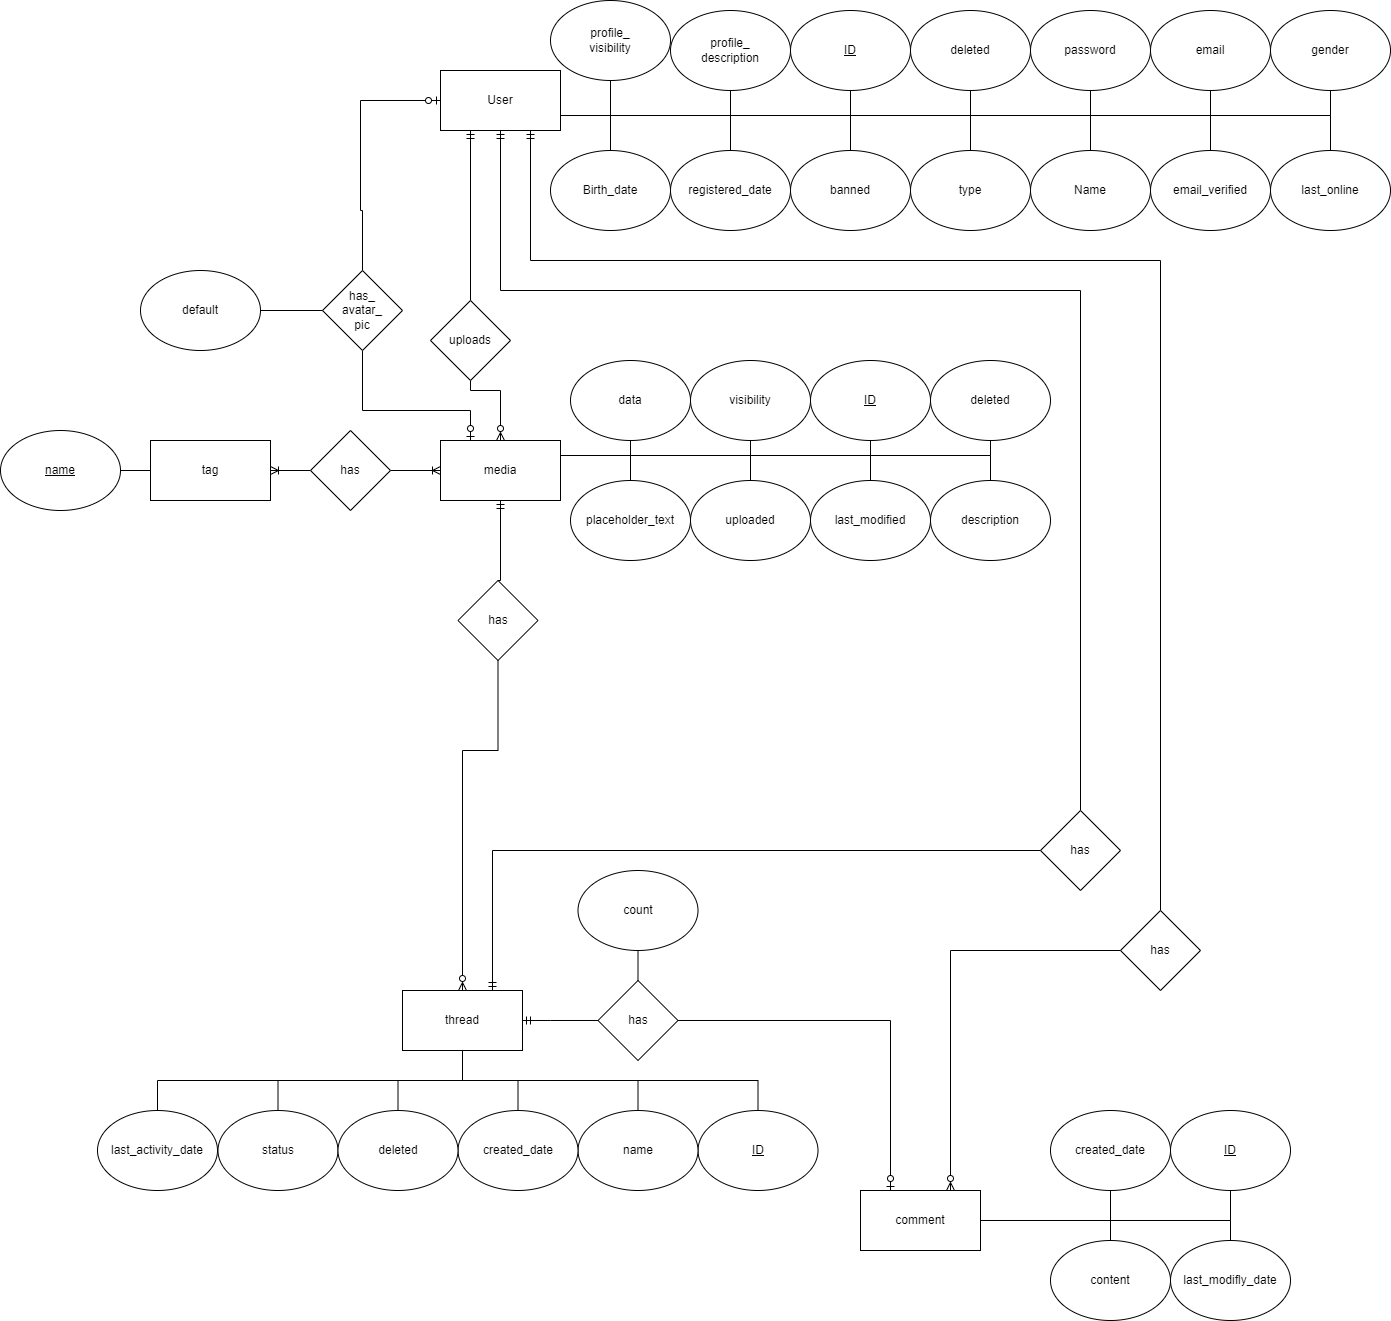 profile_
visibility
profile_
description
ID
deleted
password
email
gender
User
Birth_date
registered_date
banned
type
Name
email_verified
last_online
default
has_
avatar_
pic
uploads
data
visibility
ID
deleted
name
tag
has
media
placeholder_text
uploaded
last_modified
description
has
has
count
has
thread
has
last_activity_date
status
deleted
created_date
name
ID
created_date
ID
comment
content
last_modifly_date